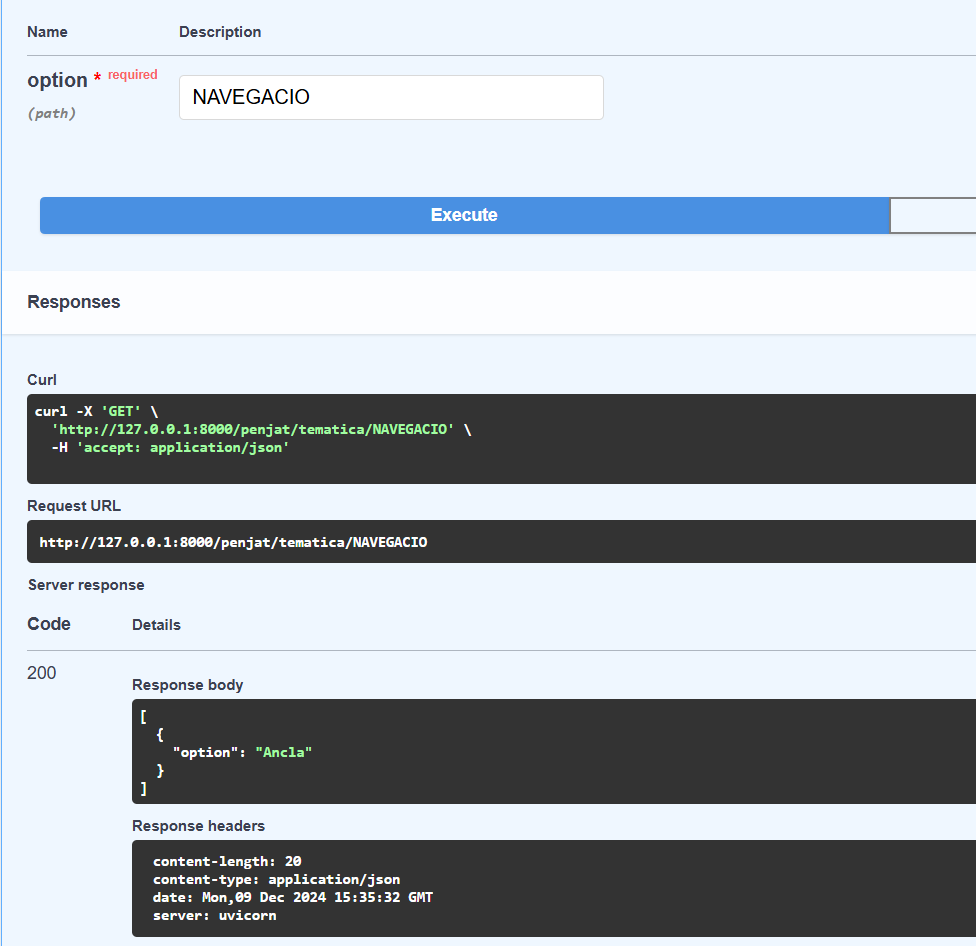 Name Description
option * required
NAVEGACIO
(path)
Execute
Responses
Curl
curl -X 'GET' \
'http://127.0.0.1:8000/penjat/tematica/NAVEGACIO' \
-H 'accept: application/json'
Request URL
http://127.0.0.1:8000/penjat/tematica/NAVEGACIO
Server response
Code Details
200
Response body
[
{
"option": "Ancla"
}
]
Response headers
content-length: 20
content-type: application/json
date: Mon,09 Dec 2024 15:35:32 GMT
server: uvicorn